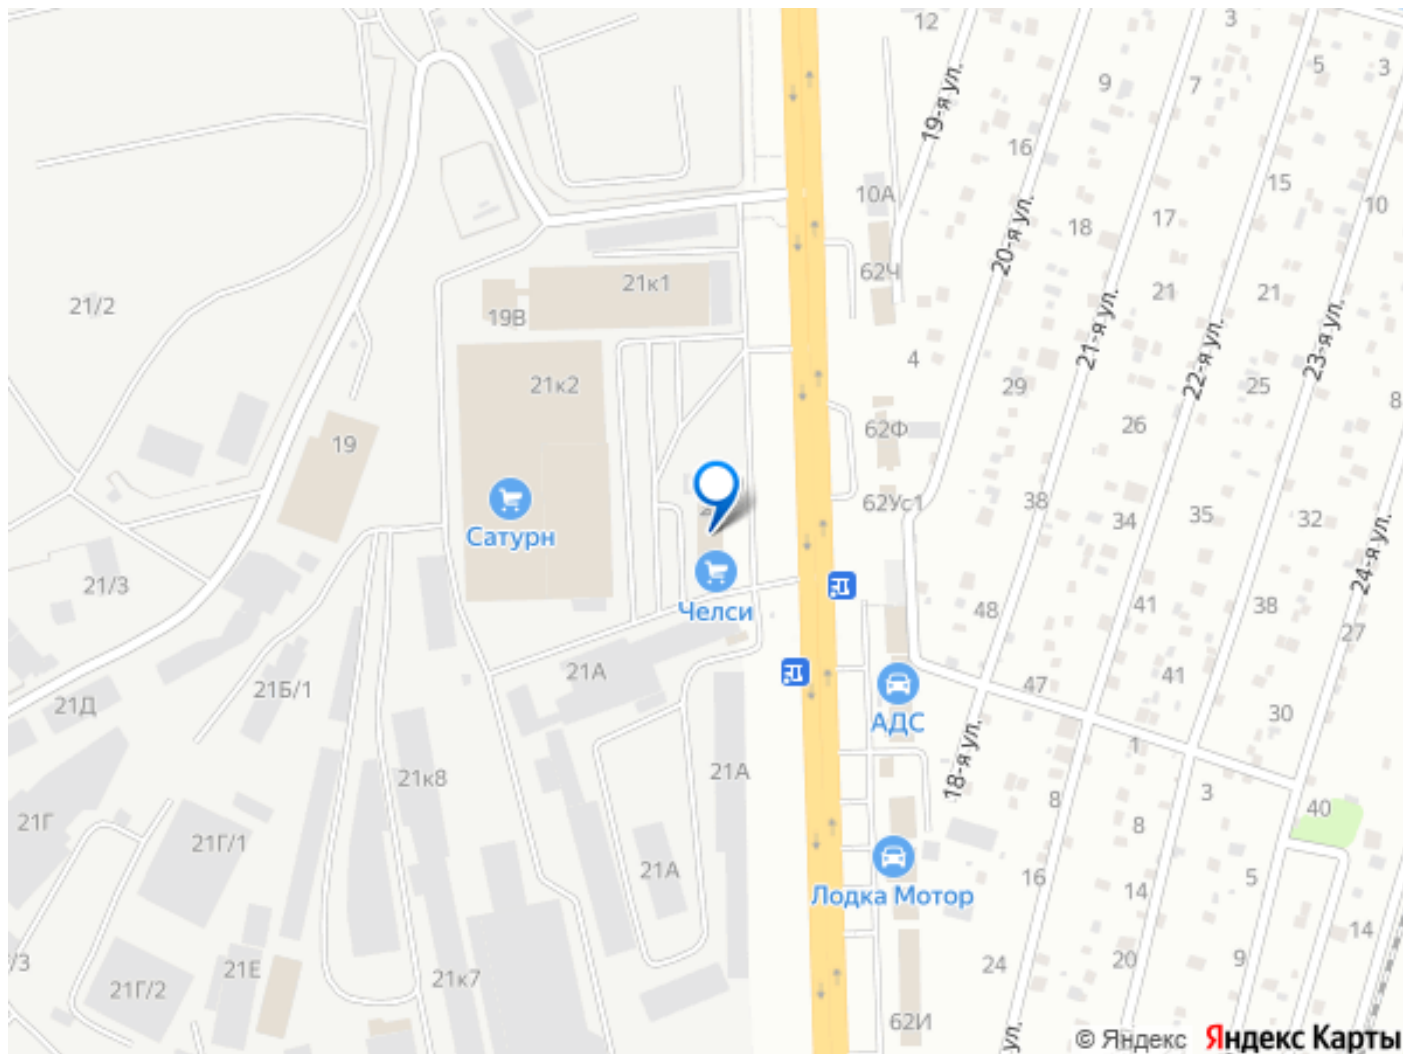 12
3
5
3
9
7
19-я ул.
16
15
10А
10
20-я ул.
17
18
62Ч
21к1
21
21
21/2
19В
21-я ул.
22-я ул.
23-я ул.
4
21к2
29
25
8
26
62Ф
19
62Ус1
38
34
35
32
Сатурн
24-я ул.
21/3
Челси
48
41
38
27
21А
21Б/1
47
41
21Д
АДС
30
18-я ул.
1
21А
21к8
3
8
40
21Г
8
21Г/1
21А
16
5
14
Лодка Мотор
14
24
20
9
/3
21Е
21к7
21Г/2
62И
ул.
© Яндекс Яндекс Карты